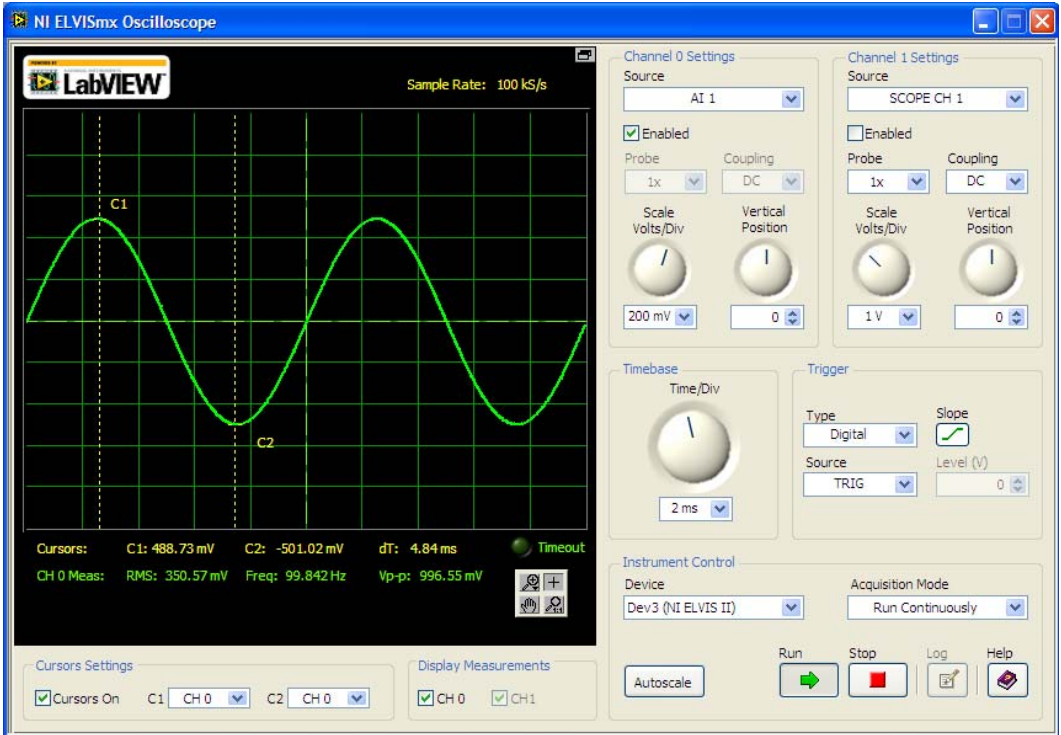 NI ELVISmx Oscilloscope
LabVIEW
Sample Rate: 100 kS/s
C1
C2
Cursors: C1: 488.73 mV C2: -501.02 mV dT: 4.84 ms Timeout
CH 0 Meas: RMS: 350.57 mV Freq: 99.842 Hz Vp-p: 996.55 mV
1:1
Cursors Settings
Cursors On C1 CH 0 C2 CH 0
Display Measurements
CH 0 CH1
Channel 0 Settings
Source
AI 1
Enabled
Probe Coupling
1x DC
Scale Volts/Div Vertical Position
200 mV 0
Channel 1 Settings
Source
SCOPE CH 1
Enabled
Probe Coupling
1x DC
Scale Volts/Div Vertical Position
1 V 0
Timebase
Time/Div
2 ms
Trigger
Type Slope
Digital
Source Level (V)
TRIG 0
Instrument Control
Device Acquisition Mode
Dev3 (NI ELVIS II) Run Continuously
Run Stop Log Help
Autoscale